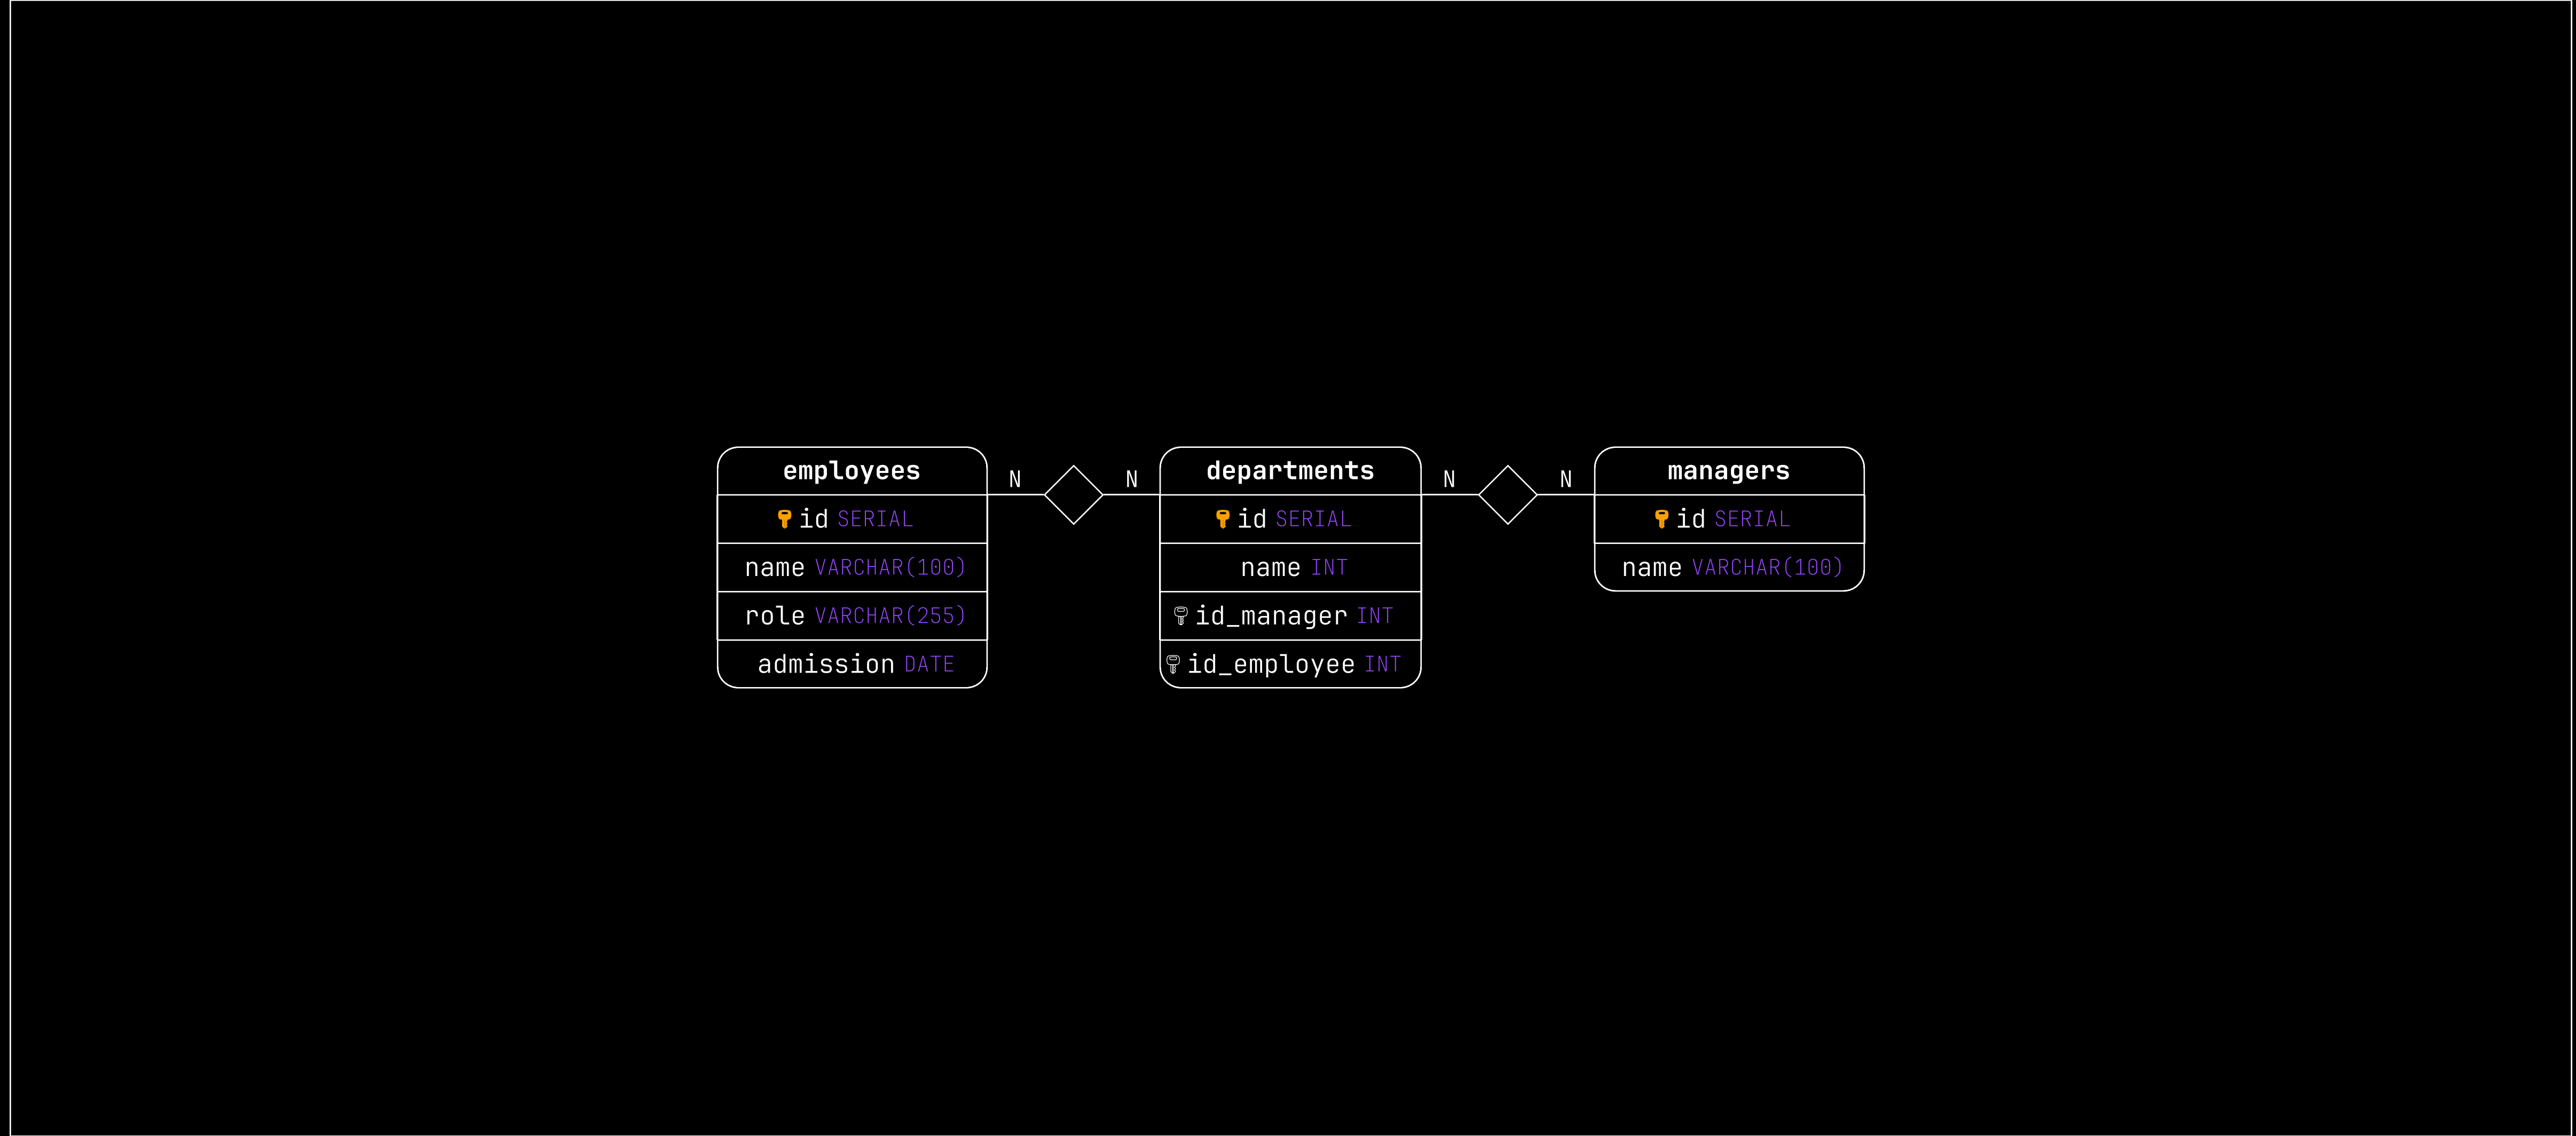 employees
id SERIAL
name VARCHAR(100)
role VARCHAR(255)
admission DATE
N
N
departments
id SERIAL
name INT
id_manager INT
id_employee INT
N
N
managers
id SERIAL
name VARCHAR(100)